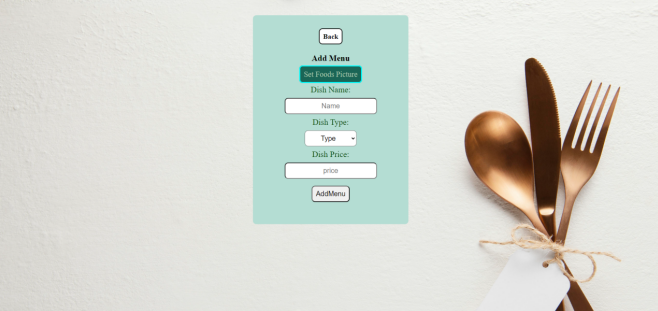 Back
Add Menu
Set Foods Picture
Dish Name:
Name
Dish Type:
Type
Dish Price:
price
AddMenu